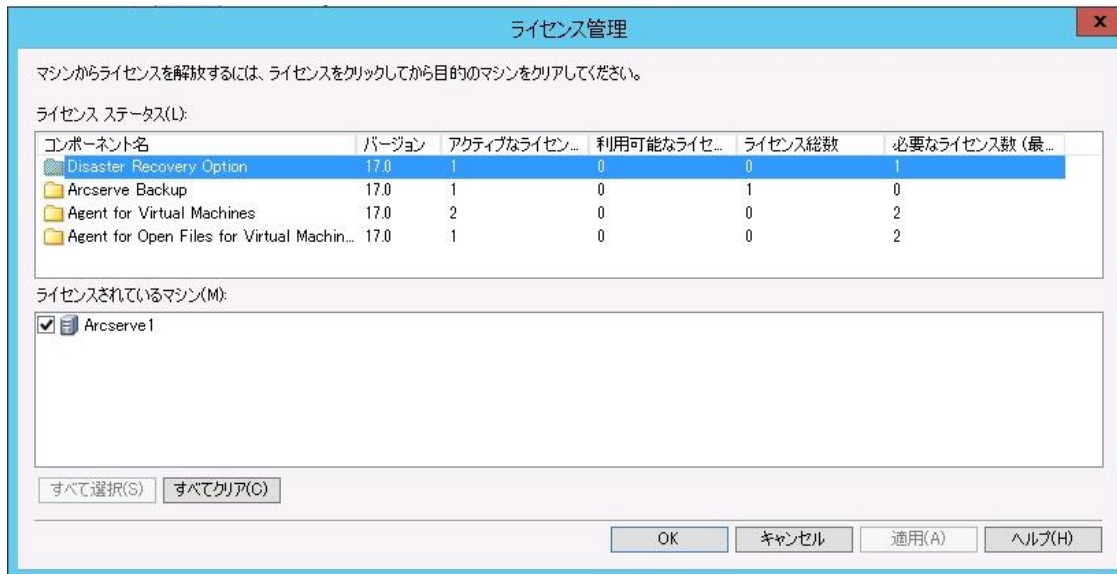 ライセンス管理
x
マシンからライセンスを解放するには、ライセンスをクリックしてから目的のマシンをクリアしてください。
ライセンス ステータス(L):
コンポーネント名 バージョン アクティブなライセン... 利用可能なライセ... ライセンス総数 必要なライセンス数 (最...
Disaster Recovery Option 17.0 1 0 0 1
Arcserve Backup 17.0 1 0 1 0
Agent for Virtual Machines 17.0 2 0 0 2
Agent for Open Files for Virtual Machin... 17.0 1 0 0 2
ライセンスされているマシン(M):
Arcserve1
すべて選択(S) すべてクリア(C)
OK キャンセル 適用(A) ヘルプ(H)